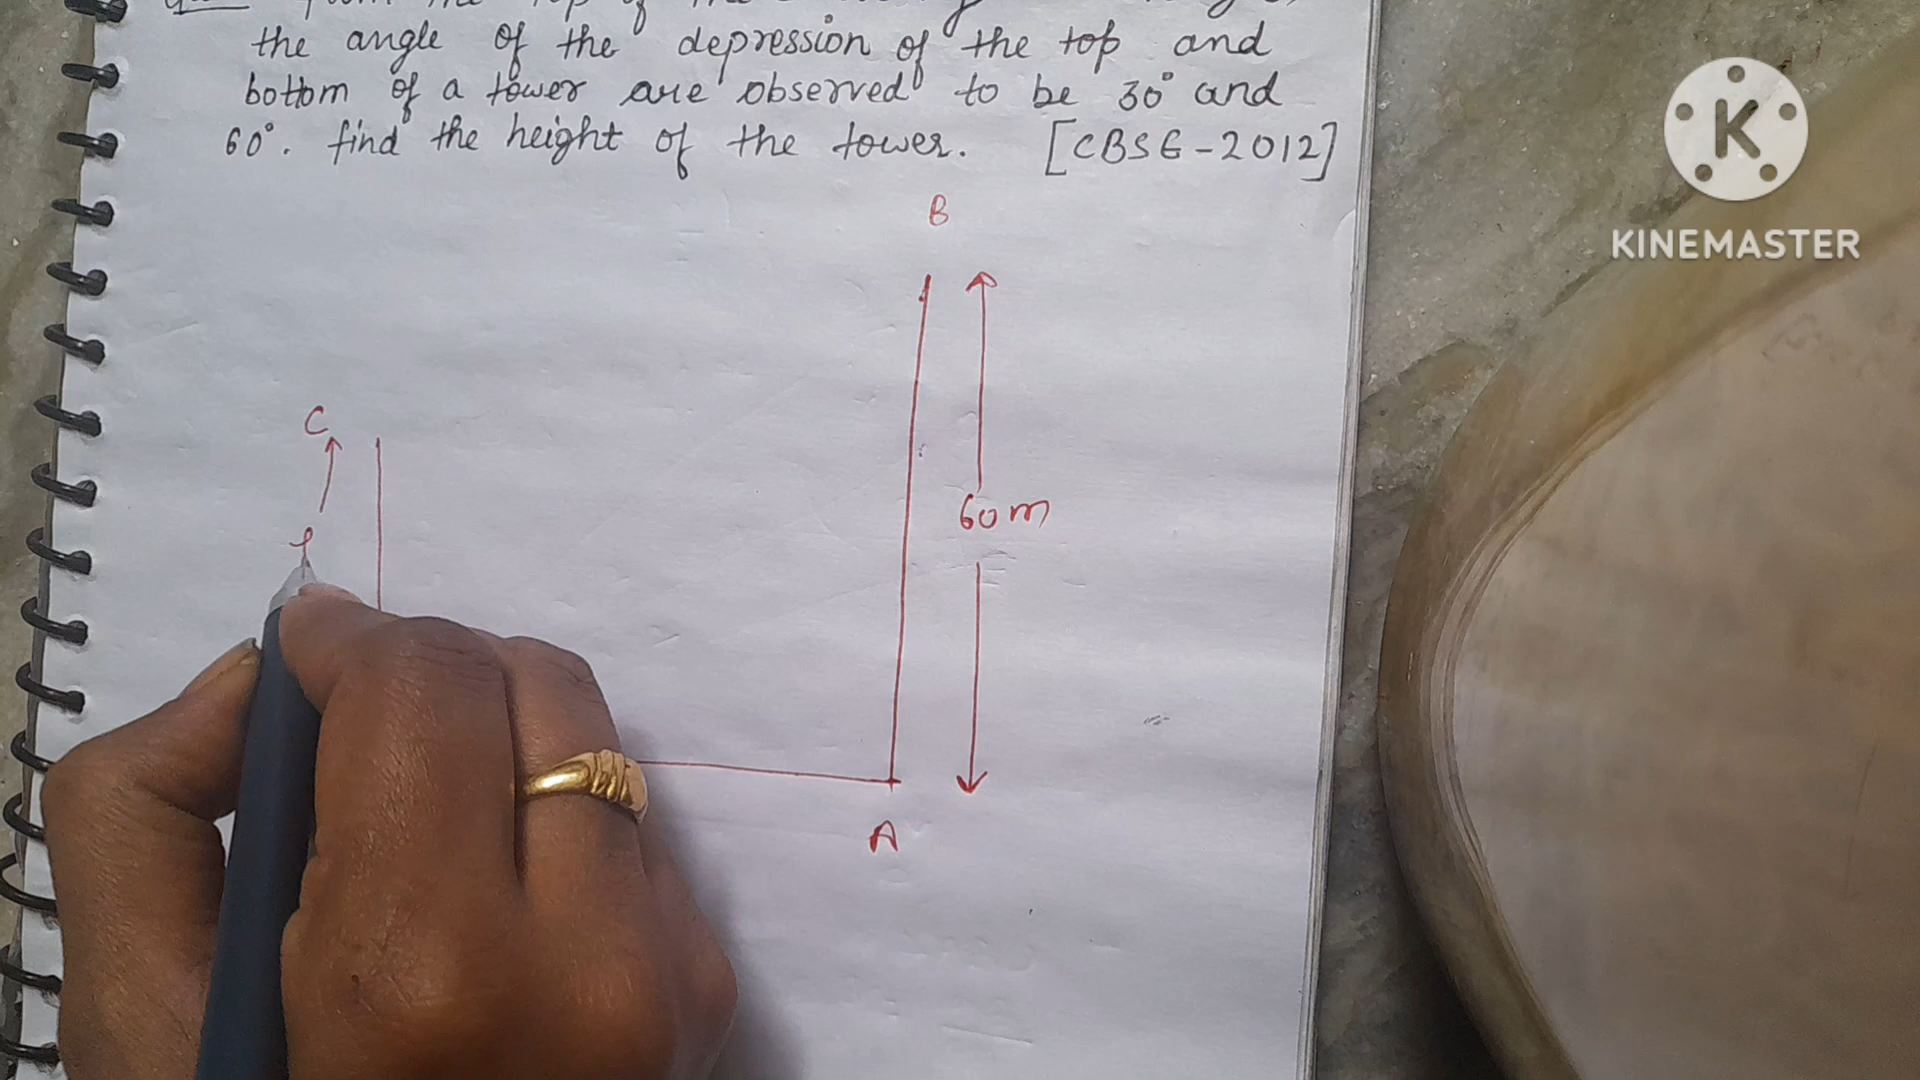 the angle of the depression of the top and
bottom of a tower are observed to be 30° and
60°. find the height of the tower. [CBSE-2012]
B
C
60m
A
K
KINEMASTER